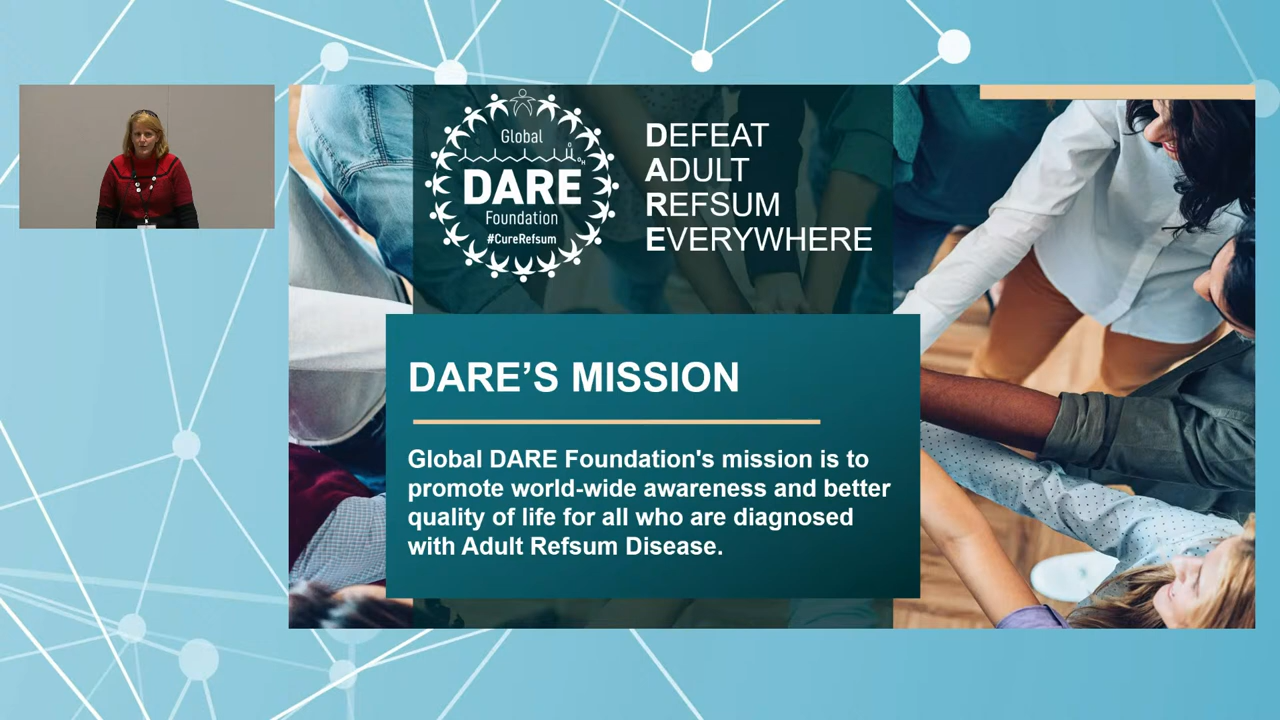 Global
DARE
Foundation
#CureRefsum
DEFEAT
ADULT
REFSUM
EVERYWHERE
DARE'S MISSION
Global DARE Foundation's mission is to
promote world-wide awareness and better
quality of life for all who are diagnosed
with Adult Refsum Disease.